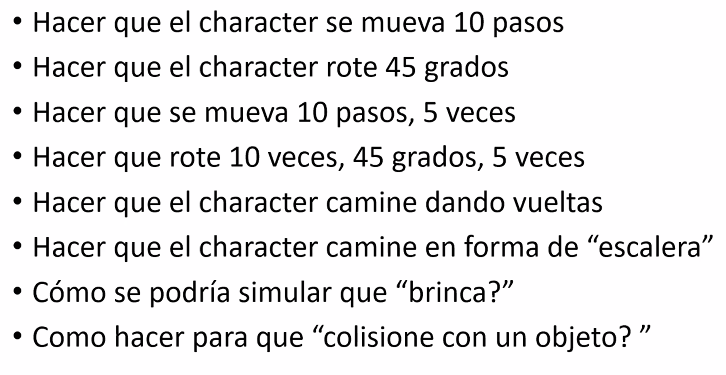 • Hacer que el character se mueva 10 pasos
• Hacer que el character rote 45 grados
• Hacer que se mueva 10 pasos, 5 veces
• Hacer que rote 10 veces, 45 grados, 5 veces
• Hacer que el character camine dando vueltas
• Hacer que el character camine en forma de “escalera”
• Cómo se podría simular que “brinca?”
• Como hacer para que “colisione con un objeto? ”